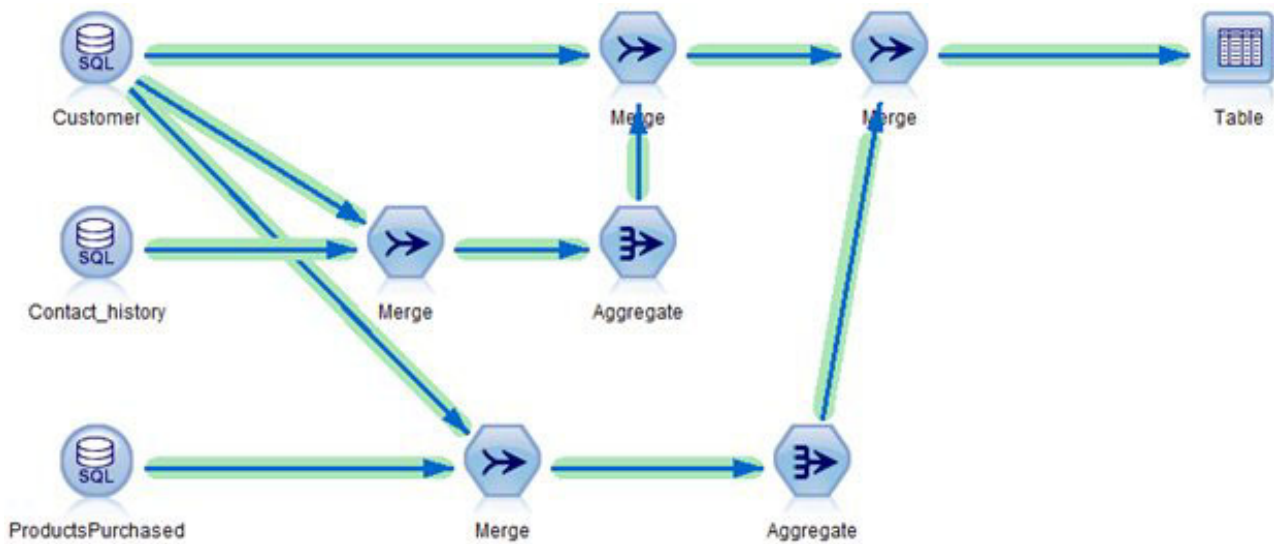 SQL
Customer
Merge
Merge
Table
SQL
Contact_history
Merge
Aggregate
SQL
ProductsPurchased
Merge
Aggregate